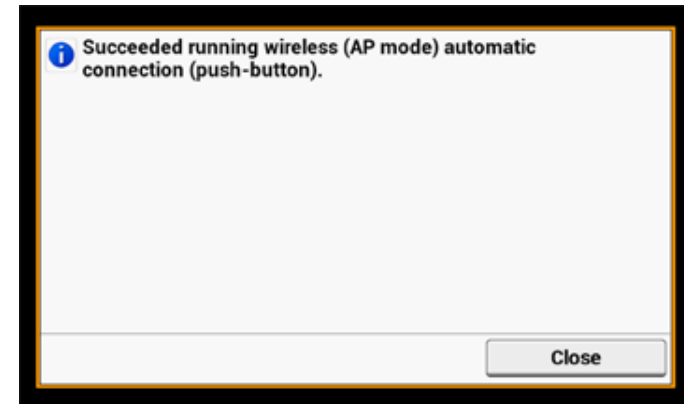 Succeeded running wireless (AP mode) automatic
connection (push-button).
Close